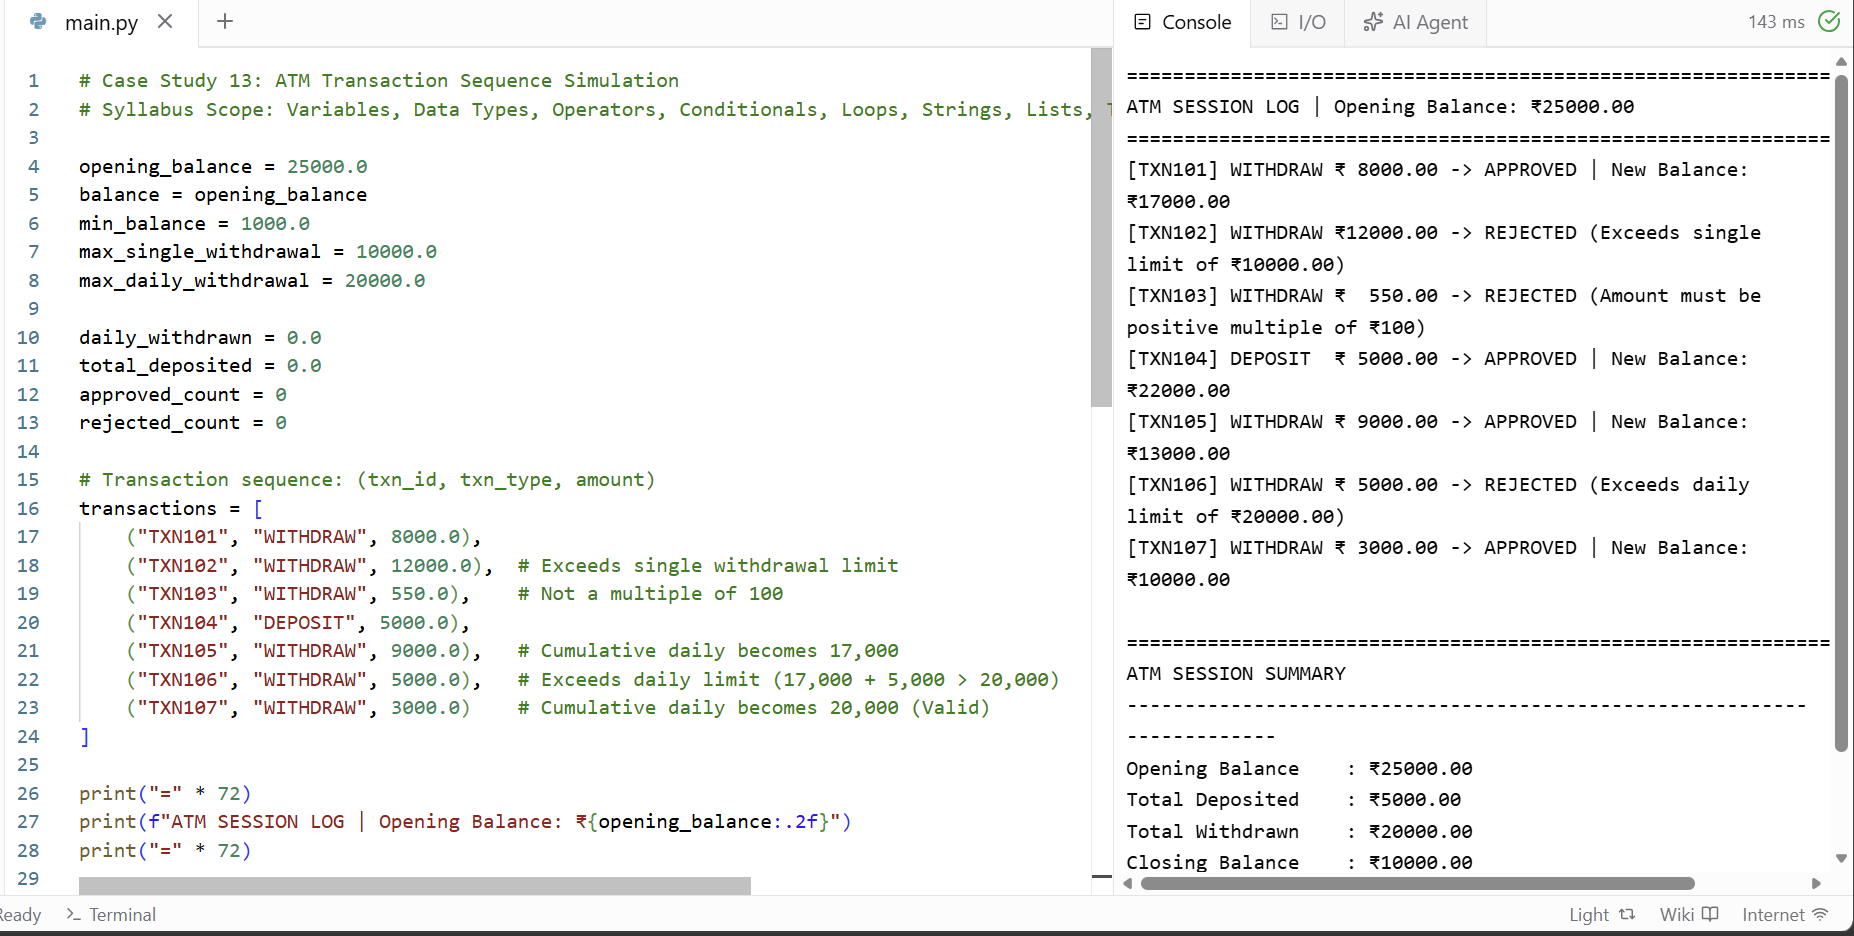 main.py
1 # Case Study 13: ATM Transaction Sequence Simulation
2 # Syllabus Scope: Variables, Data Types, Operators, Conditionals, Loops, Strings, Lists,
3
4 opening_balance = 25000.0
5 balance = opening_balance
6 min_balance = 1000.0
7 max_single_withdrawal = 10000.0
8 max_daily_withdrawal = 20000.0
9
10 daily_withdrawn = 0.0
11 total_deposited = 0.0
12 approved_count = 0
13 rejected_count = 0
14
15 # Transaction sequence: (txn_id, txn_type, amount)
16 transactions = [
17     ("TXN101", "WITHDRAW", 8000.0),
18     ("TXN102", "WITHDRAW", 12000.0),  # Exceeds single withdrawal limit
19     ("TXN103", "WITHDRAW", 550.0),    # Not a multiple of 100
20     ("TXN104", "DEPOSIT", 5000.0),
21     ("TXN105", "WITHDRAW", 9000.0),   # Cumulative daily becomes 17,000
22     ("TXN106", "WITHDRAW", 5000.0),   # Exceeds daily limit (17,000 + 5,000 > 20,000)
23     ("TXN107", "WITHDRAW", 3000.0)    # Cumulative daily becomes 20,000 (Valid)
24 ]
25
26 print("=" * 72)
27 print(f"ATM SESSION LOG | Opening Balance: ₹{opening_balance:.2f}")
28 print("=" * 72)
29
Console I/O AI Agent 143 ms
=============================================================
ATM SESSION LOG | Opening Balance: ₹25000.00
=============================================================
[TXN101] WITHDRAW ₹ 8000.00 -> APPROVED | New Balance:
₹17000.00
[TXN102] WITHDRAW ₹12000.00 -> REJECTED (Exceeds single
limit of ₹10000.00)
[TXN103] WITHDRAW ₹  550.00 -> REJECTED (Amount must be
positive multiple of ₹100)
[TXN104] DEPOSIT  ₹ 5000.00 -> APPROVED | New Balance:
₹22000.00
[TXN105] WITHDRAW ₹ 9000.00 -> APPROVED | New Balance:
₹13000.00
[TXN106] WITHDRAW ₹ 5000.00 -> REJECTED (Exceeds daily
limit of ₹20000.00)
[TXN107] WITHDRAW ₹ 3000.00 -> APPROVED | New Balance:
₹10000.00
=============================================================
ATM SESSION SUMMARY
-----------------------------------------------------------
-------------
Opening Balance    : ₹25000.00
Total Deposited    : ₹5000.00
Total Withdrawn    : ₹20000.00
Closing Balance    : ₹10000.00
Ready Terminal Light Wiki Internet